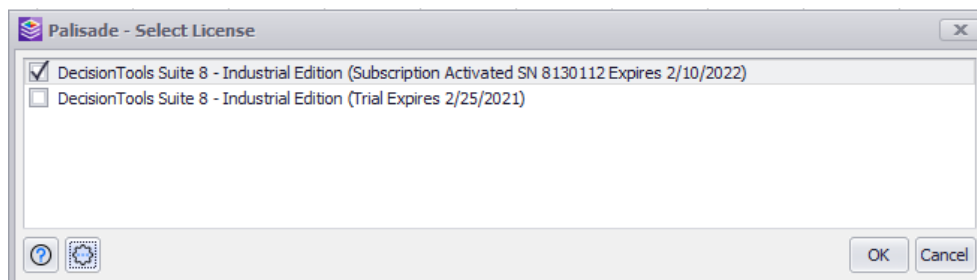 Palisade - Select License
DecisionTools Suite 8 - Industrial Edition (Subscription Activated SN 8130112 Expires 2/10/2022)
DecisionTools Suite 8 - Industrial Edition (Trial Expires 2/25/2021)
OK Cancel